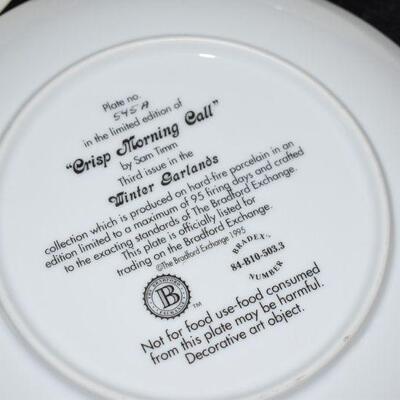 Plate no.
545A
in the limited edition of
"Crisp Morning Call"
by Sam Timm
Third issue in the
Winter Garlands
collection which is produced on hard-fire porcelain in an
edition limited to a maximum of 95 firing days and crafted
to the exacting standards of The Bradford Exchange.
This plate is officially listed for
trading on the Bradford Exchange.
©The Bradford Exchange 1995
BRADEX
84-B10-503.3
NUMBER
B
TM
Not for food use-food consumed
from this plate may be harmful.
Decorative art object.